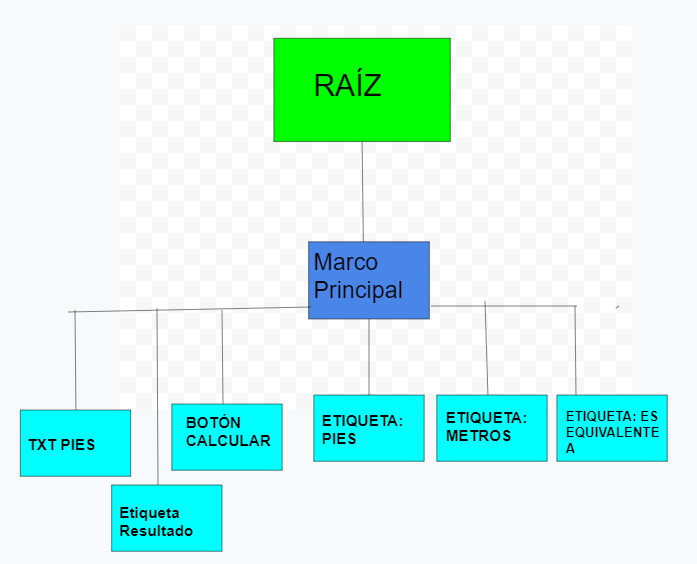 RAÍZ
Marco
Principal
TXT PIES
BOTÓN
CALCULAR
ETIQUETA:
PIES
ETIQUETA:
METROS
ETIQUETA: ES
EQUIVALENTE
A
Etiqueta
Resultado